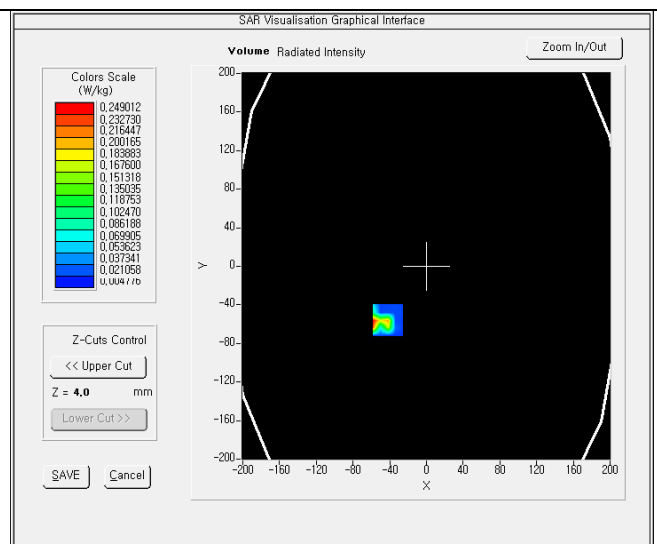 SAR Visualisation Graphical Interface
Volume Radiated Intensity
Zoom In/Out
Colors Scale
(W/kg)
0,249012
0,232730
0,216447
0,200165
0,183883
0,167600
0,151318
0,135035
0,118753
0,102470
0,086188
0,069905
0,053623
0,037341
0,021058
0,004776
200-
160-
120-
80-
40-
0-
-40-
-80-
-120-
-160-
-200-
Y
-200 -160 -120 -80 -40 0 40 80 120 160 200
X
Z-Cuts Control
<< Upper Cut
Z = 4.0 mm
Lower Cut >>
SAVE
Cancel